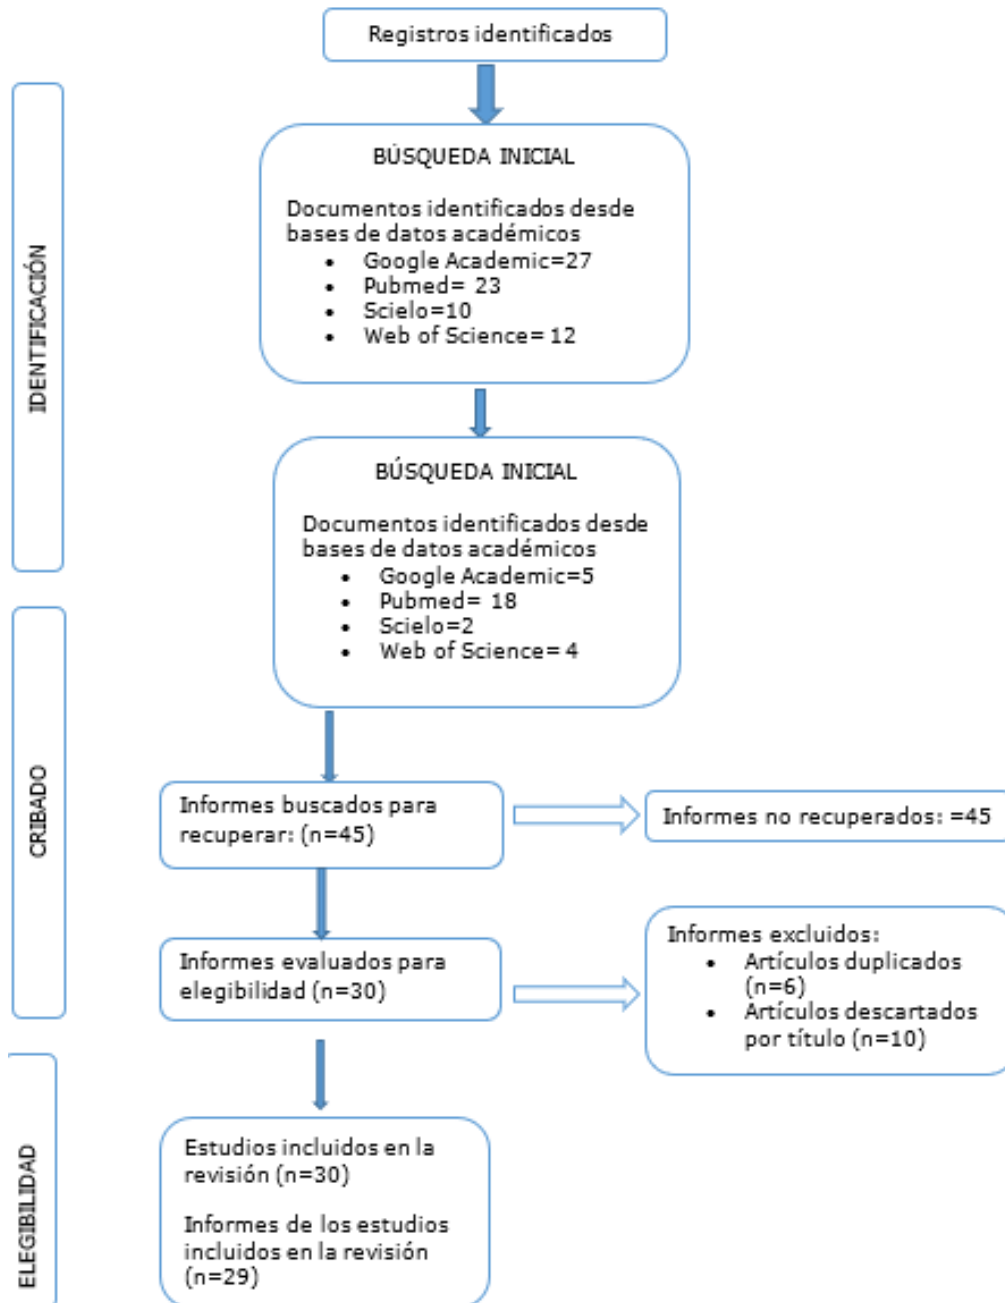 Registros identificados
IDENTIFICACIÓN
BÚSQUEDA INICIAL
Documentos identificados desde
bases de datos académicos
• Google Academic=27
• Pubmed= 23
• Scielo=10
• Web of Science= 12
BÚSQUEDA INICIAL
Documentos identificados desde
bases de datos académicos
• Google Academic=5
• Pubmed= 18
• Scielo=2
• Web of Science= 4
CRIBADO
Informes buscados para
recuperar: (n=45)
Informes no recuperados: =45
Informes evaluados para
elegibilidad (n=30)
Informes excluidos:
• Artículos duplicados
(n=6)
• Artículos descartados
por título (n=10)
ELEGIBILIDAD
Estudios incluidos en la
revisión (n=30)
Informes de los estudios
incluidos en la revisión
(n=29)